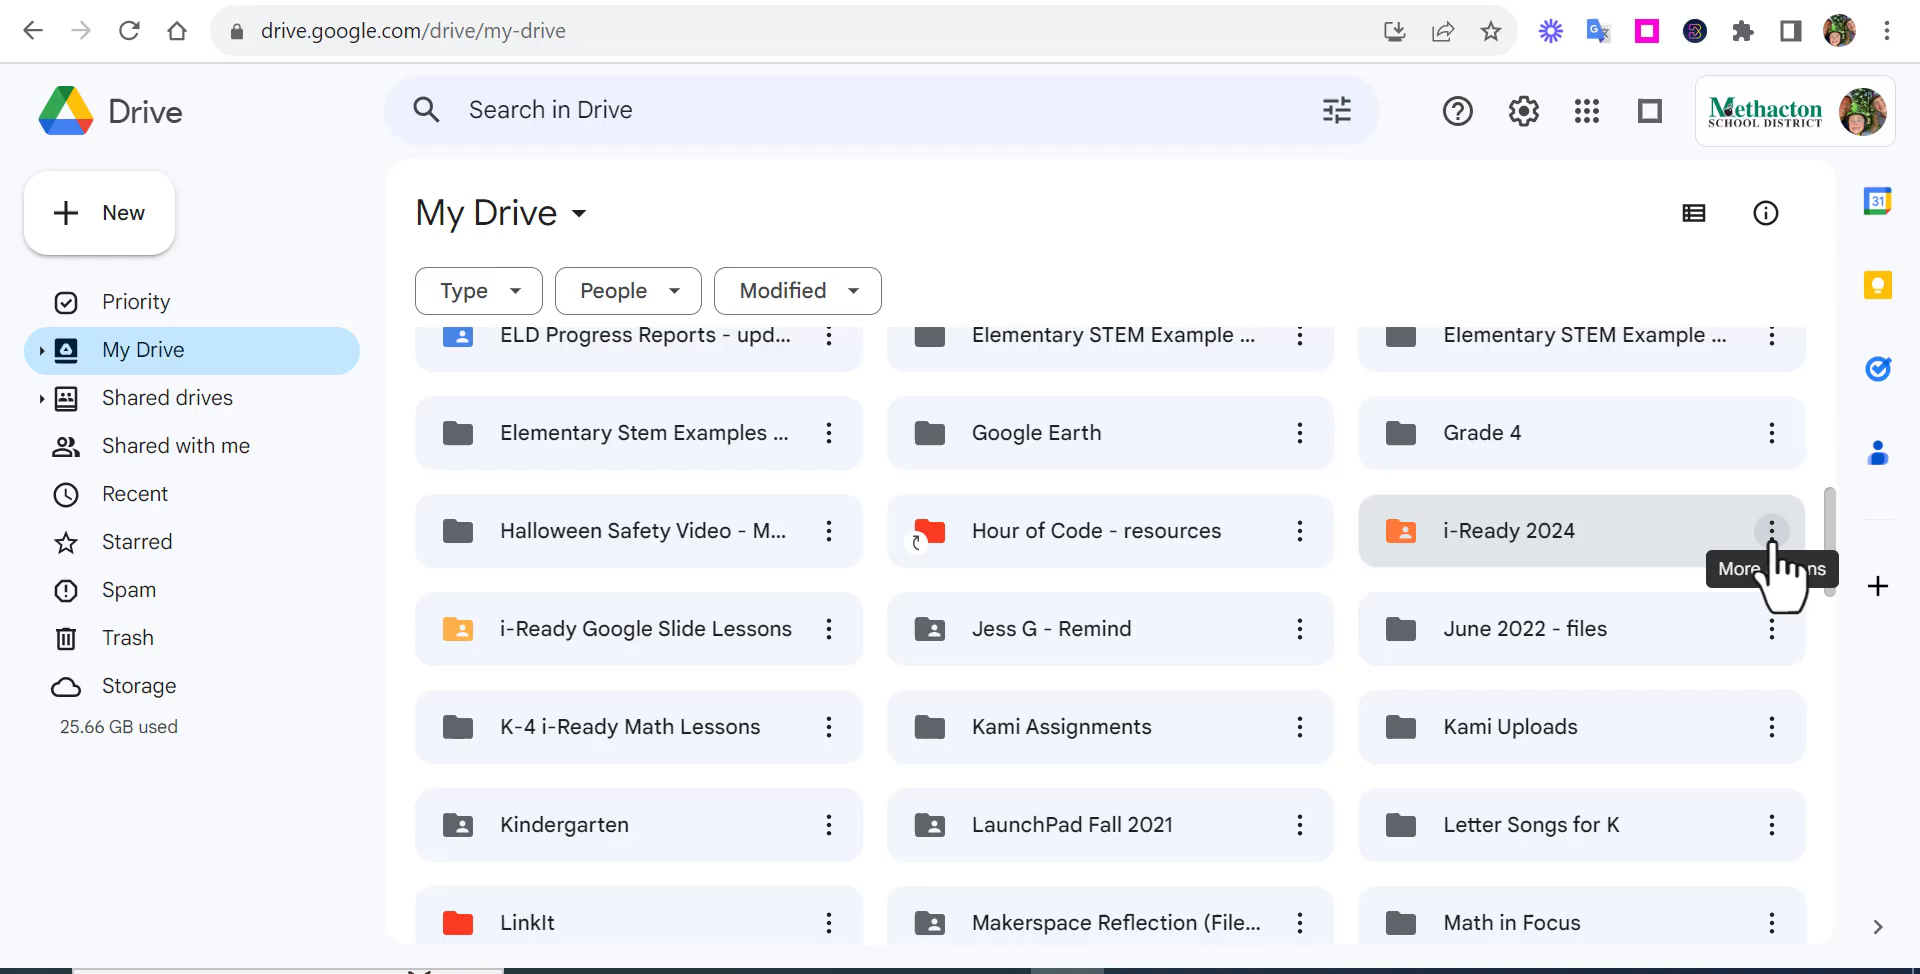 drive.google.com/drive/my-drive
Drive
Search in Drive
Methacton
SCHOOL DISTRICT
New
My Drive
31
Type
People
Modified
Priority
My Drive
Shared drives
Shared with me
Recent
Starred
Spam
Trash
Storage
25.66 GB used
ELD Progress Reports - upd...
Elementary STEM Example ...
Elementary STEM Example ...
Elementary Stem Examples ...
Google Earth
Grade 4
Halloween Safety Video - M...
Hour of Code - resources
i-Ready 2024
More
i-Ready Google Slide Lessons
Jess G - Remind
June 2022 - files
K-4 i-Ready Math Lessons
Kami Assignments
Kami Uploads
Kindergarten
LaunchPad Fall 2021
Letter Songs for K
LinkIt
Makerspace Reflection (File...
Math in Focus